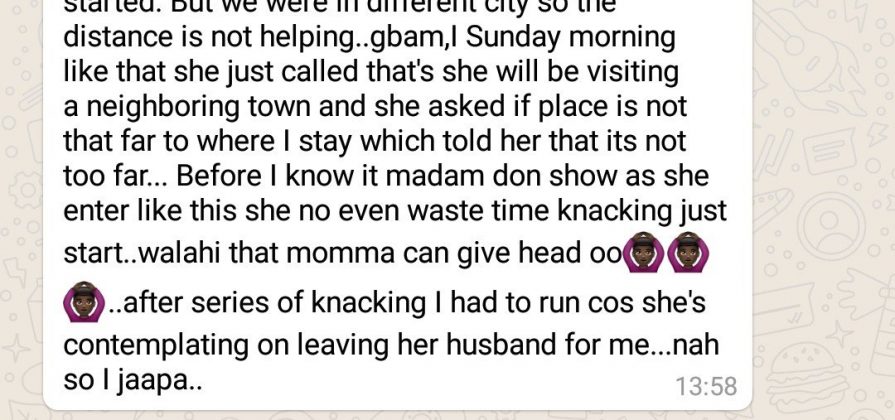 started. But we were in different city so the
distance is not helping..gbam,I Sunday morning
like that she just called that's she will be visiting
a neighboring town and she asked if place is not
that far to where I stay which told her that its not
too far... Before I know it madam don show as she
enter like this she no even waste time knacking just
start..walahi that momma can give head oo🙆🏿🙆🏿
🙆🏿..after series of knacking I had to run cos she's
contemplating on leaving her husband for me...nah
so I jaapa..
13:58